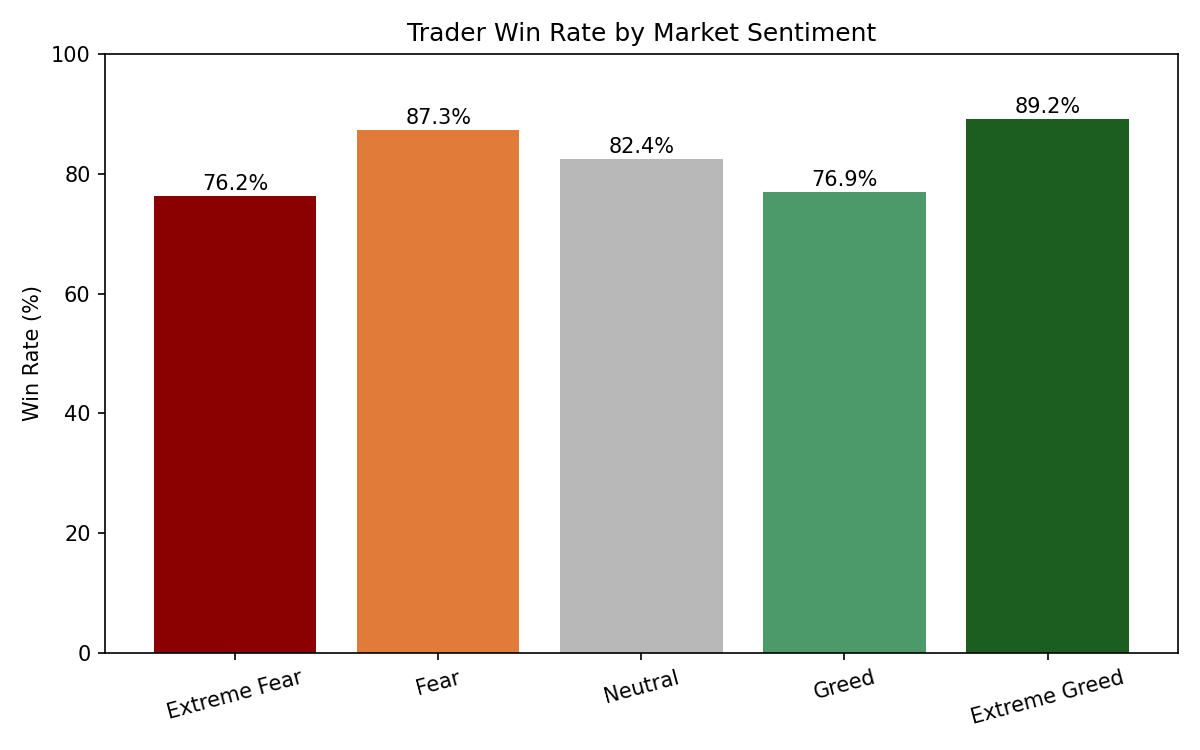 Trader Win Rate by Market Sentiment
Win Rate (%)
100
80
60
40
20
0
76.2%
87.3%
82.4%
76.9%
89.2%
Extreme Fear
Fear
Neutral
Greed
Extreme Greed